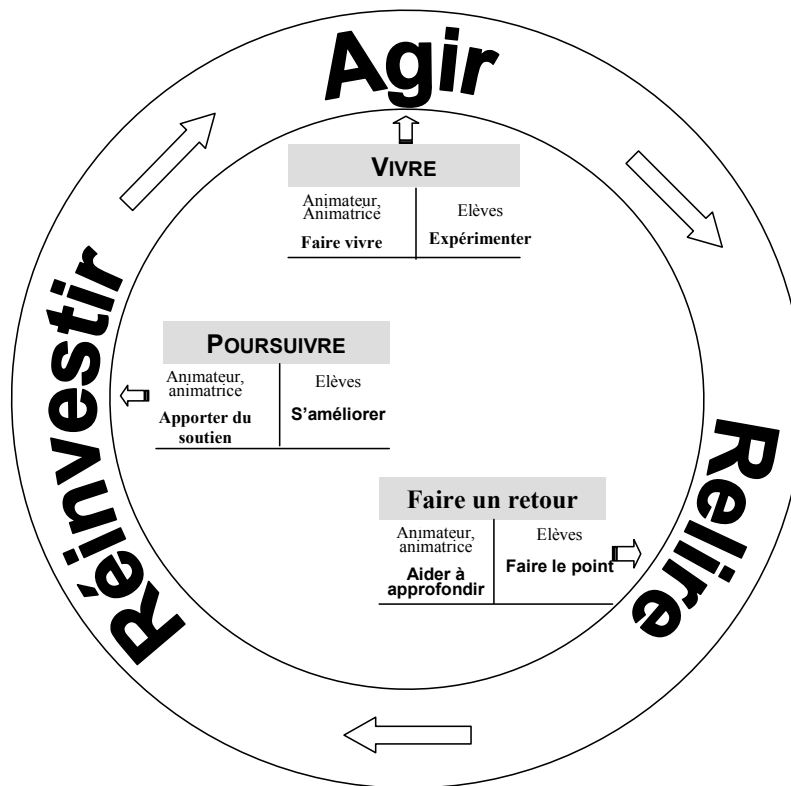 Agir
VIVRE
Animateur,
Animatrice
Faire vivre
Elèves
Expérimenter
Réinvestir
POURSUIVRE
Animateur,
animatrice
Apporter du
soutien
Elèves
S'améliorer
Relire
Faire un retour
Animateur,
animatrice
Aider à
approfondir
Elèves
Faire le point